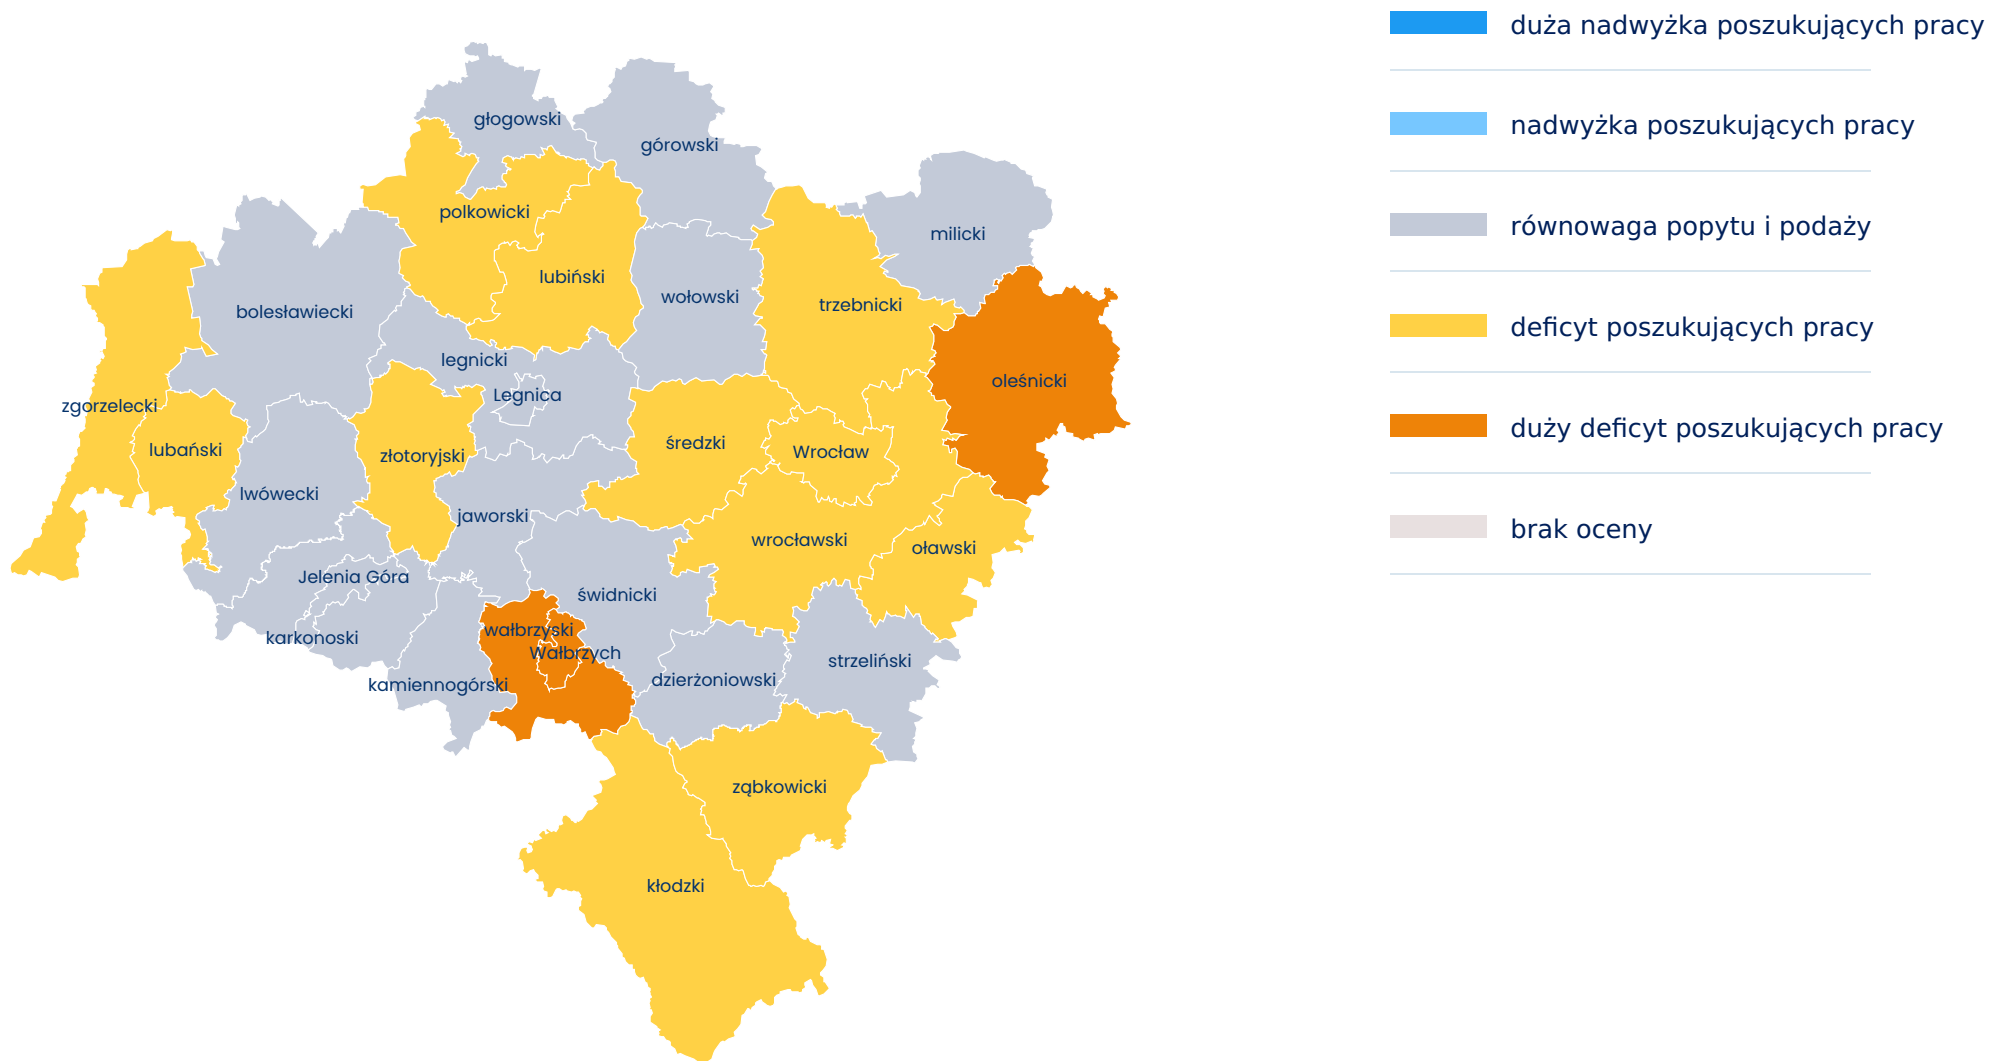 duża nadwyżka poszukujących pracy
nadwyżka poszukujących pracy
równowaga popytu i podaży
deficyt poszukujących pracy
duży deficyt poszukujących pracy
brak oceny
głogowski
górowski
polkowicki
milicki
lubiński
wołowski
trzebnicki
bolesławiecki
legnicki
oleśnicki
Legnica
zgorzelecki
lubański
złotoryjski
średzki
Wrocław
lwówecki
jaworski
wrocławski
oławski
Jelenia Góra
świdnicki
karkonoski
wałbrzyski
Wałbrzych
strzeliński
kamiennogórski
dzierżoniowski
ząbkowicki
kłodzki